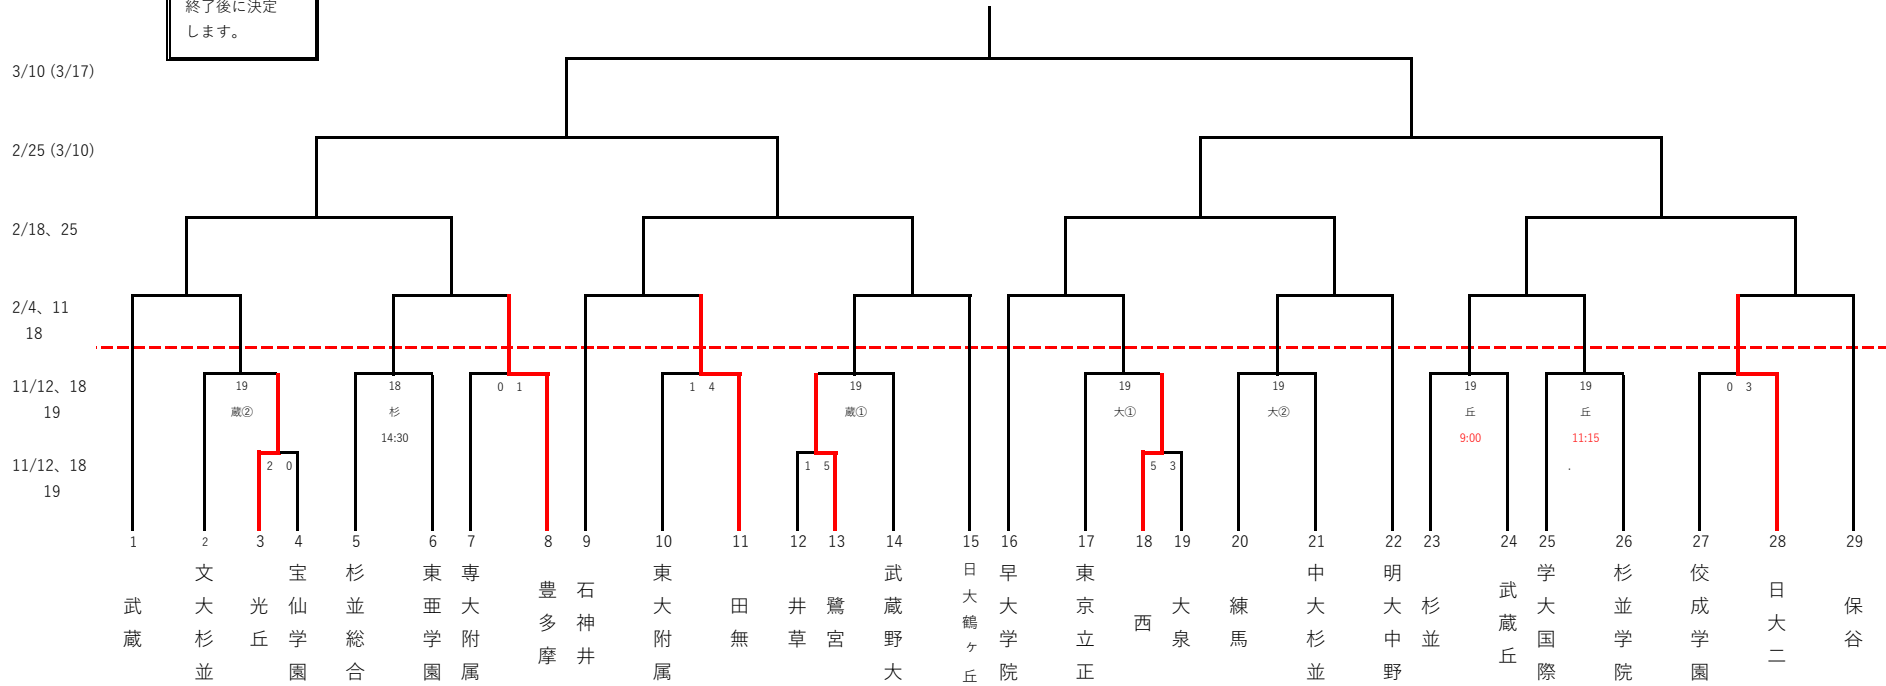 終了後に決定
します。
3/10 (3/17)
2/25 (3/10)
2/18、25
2/4、11
18
11/12、18
19
19
蔵②
18
杉
14:30
0 1
1 4
19
蔵①
19
大①
19
大②
19
丘
9:00
19
丘
11:15
0 3
11/12、18
19
2 0
1 5
5 3
.
1 2 3 4 5 6 7 8 9 10 11 12 13 14 15 16 17 18 19 20 21 22 23 24 25 26 27 28 29
武蔵
文大杉並
光丘
宝仙学園
杉並総合
東亜学園
専大附属
豊多摩
石神井
東大附属
田無
井草
鷺宮
武蔵野大
日大鶴ヶ丘
早大学院
東京立正
西
大泉
練馬
中大杉並
明大中野
杉並
武蔵丘
学大国際
杉並学院
佼成学園
日大二
保谷